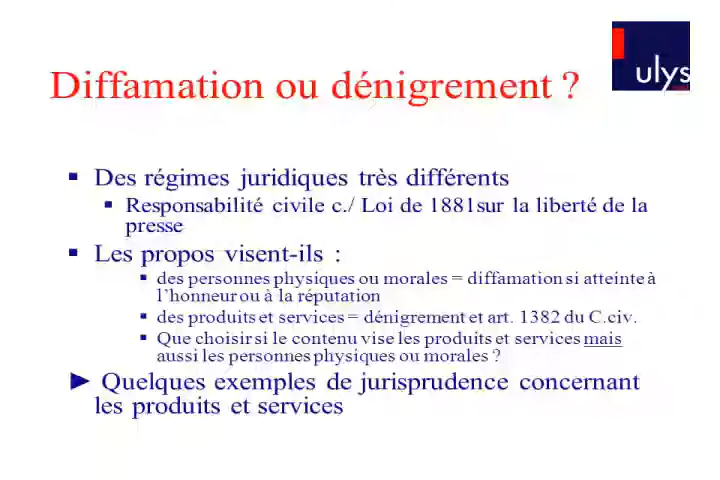 ulys
Diffamation ou dénigrement ?
Des régimes juridiques très différents
Responsabilité civile c./ Loi de 1881sur la liberté de la
presse
Les propos visent-ils :
des personnes physiques ou morales = diffamation si atteinte à
l'honneur ou à la réputation
des produits et services = dénigrement et art. 1382 du C.civ.
Que choisir si le contenu vise les produits et services mais
aussi les personnes physiques ou morales ?
► Quelques exemples de jurisprudence concernant
les produits et services